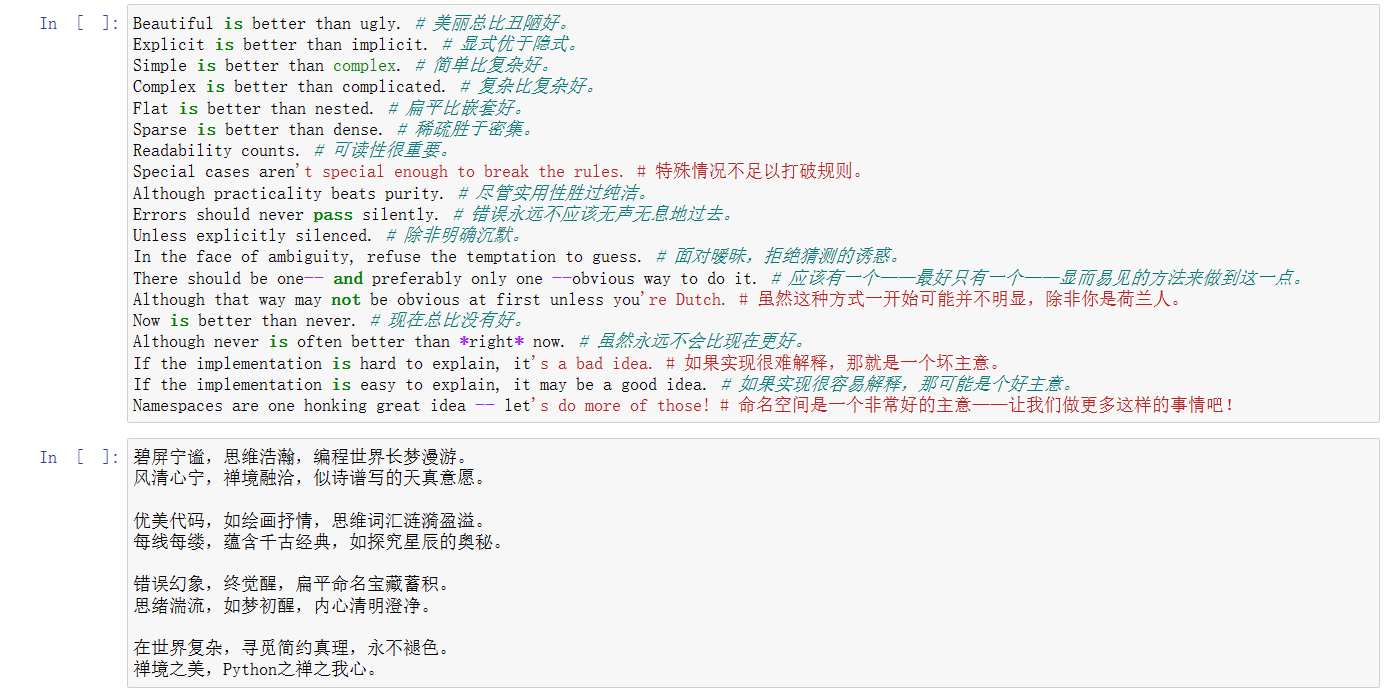 In [ ]:
Beautiful is better than ugly. # 美丽总比丑陋好。
Explicit is better than implicit. # 显式优于隐式。
Simple is better than complex. # 简单比复杂好。
Complex is better than complicated. # 复杂比复杂好。
Flat is better than nested. # 扁平比嵌套好。
Sparse is better than dense. # 稀疏胜于密集。
Readability counts. # 可读性很重要。
Special cases aren't special enough to break the rules. # 特殊情况不足以打破规则。
Although practicality beats purity. # 尽管实用性胜过纯洁。
Errors should never pass silently. # 错误永远不应该无声无息地过去。
Unless explicitly silenced. # 除非明确沉默。
In the face of ambiguity, refuse the temptation to guess. # 面对暧昧，拒绝猜测的诱惑。
There should be one-- and preferably only one --obvious way to do it. # 应该有一个——最好只有一个——显而易见的方法来做到这一点。
Although that way may not be obvious at first unless you're Dutch. # 虽然这种方式一开始可能并不明显，除非你是荷兰人。
Now is better than never. # 现在总比没有好。
Although never is often better than *right* now. # 虽然永远不会比现在更好。
If the implementation is hard to explain, it's a bad idea. # 如果实现很难解释，那就是一个坏主意。
If the implementation is easy to explain, it may be a good idea. # 如果实现很容易解释，那可能是个好主意。
Namespaces are one honking great idea -- let's do more of those! # 命名空间是一个非常好的主意——让我们做更多这样的事情吧！
In [ ]:
碧屏宁谧，思维浩瀚，编程世界长梦漫游。
风清心宁，禅境融洽，似诗谱写的天真意愿。
优美代码，如绘画抒情，思维词汇涟漪盈溢。
每线每缕，蕴含千古经典，如探究星辰的奥秘。
错误幻象，终觉醒，扁平命名宝藏蓄积。
思绪湍流，如梦初醒，内心清明澄净。
在世界复杂，寻觅简约真理，永不褪色。
禅境之美，Python之禅之我心。